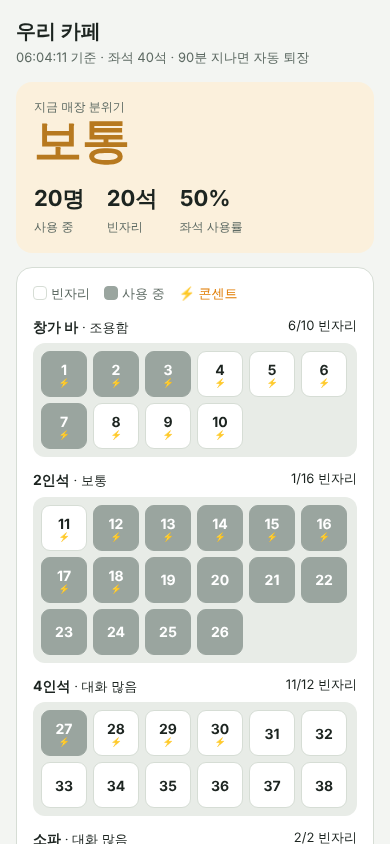 우리 카페
06:04:11 기준 · 좌석 40석 · 90분 지나면 자동 퇴장
지금 매장 분위기
보통
20명 20석 50%
사용 중 빈자리 좌석 사용률
빈자리 사용 중 ⚡ 콘센트
창가 바 · 조용함 6/10 빈자리
1 2 3 4 5 6
⚡ ⚡ ⚡ ⚡ ⚡ ⚡
7 8 9 10
⚡ ⚡ ⚡ ⚡
2인석 · 보통 1/16 빈자리
11 12 13 14 15 16
⚡ ⚡ ⚡ ⚡ ⚡ ⚡
17 18 19 20 21 22
⚡ ⚡
23 24 25 26
4인석 · 대화 많음 11/12 빈자리
27 28 29 30 31 32
⚡ ⚡ ⚡ ⚡
33 34 35 36 37 38
소파 · 대화 많음 2/2 빈자리